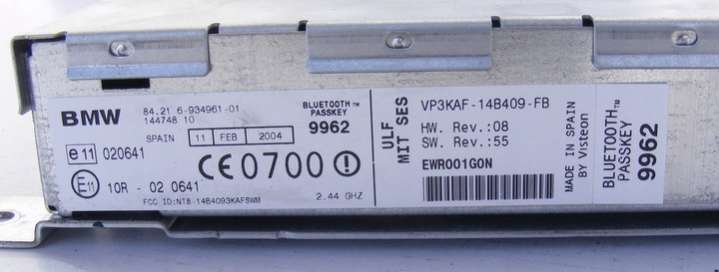 BMW
84.21 6-934961-01
144748 10
BLUETOOTH™
PASSKEY
9962
SPAIN
11 FEB 2004
e11 020641
CE0700
E11 10R - 02 0641
FCC ID:NT8-14B4093KAFSWM
2.44 GHZ
ULF
MIT SES
VP3KAF-14B409-FB
HW. Rev.:08
SW. Rev.:55
EWR001G0N
MADE IN SPAIN
By Visteon
BLUETOOTH™
PASSKEY
9962